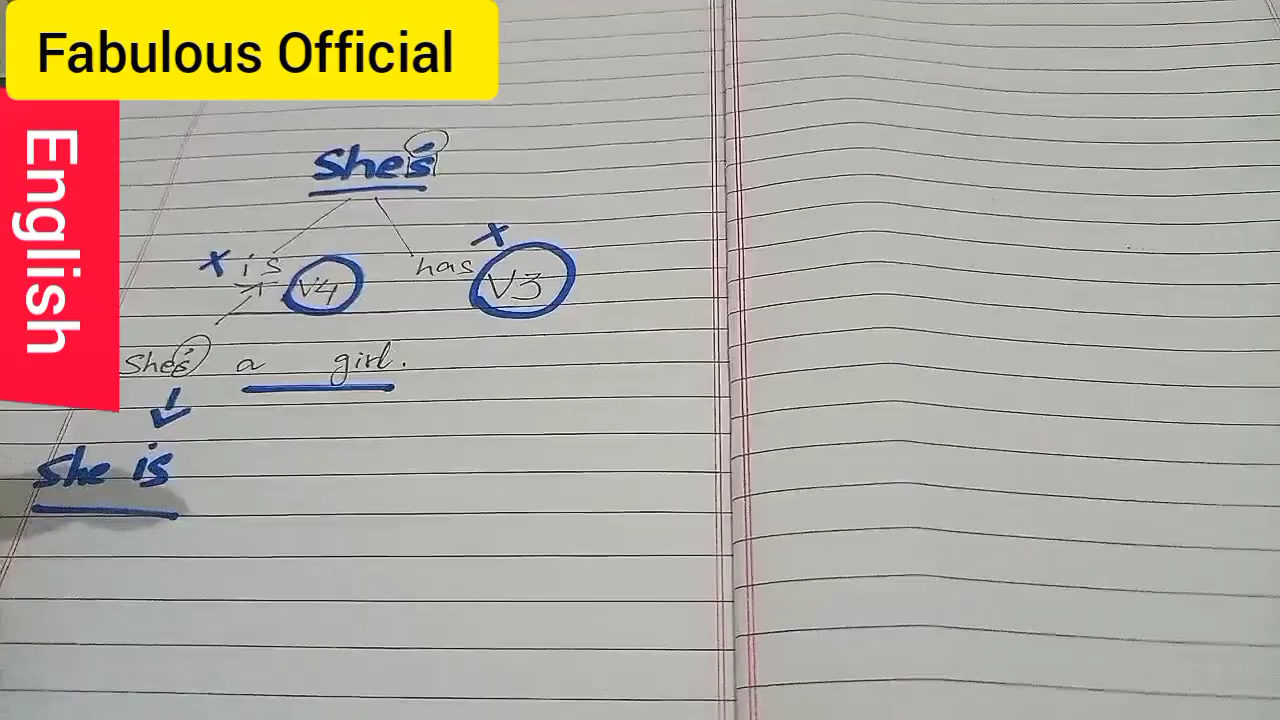 Fabulous Official
English
She's
x is V4 has x V3
She's a girl.
She is